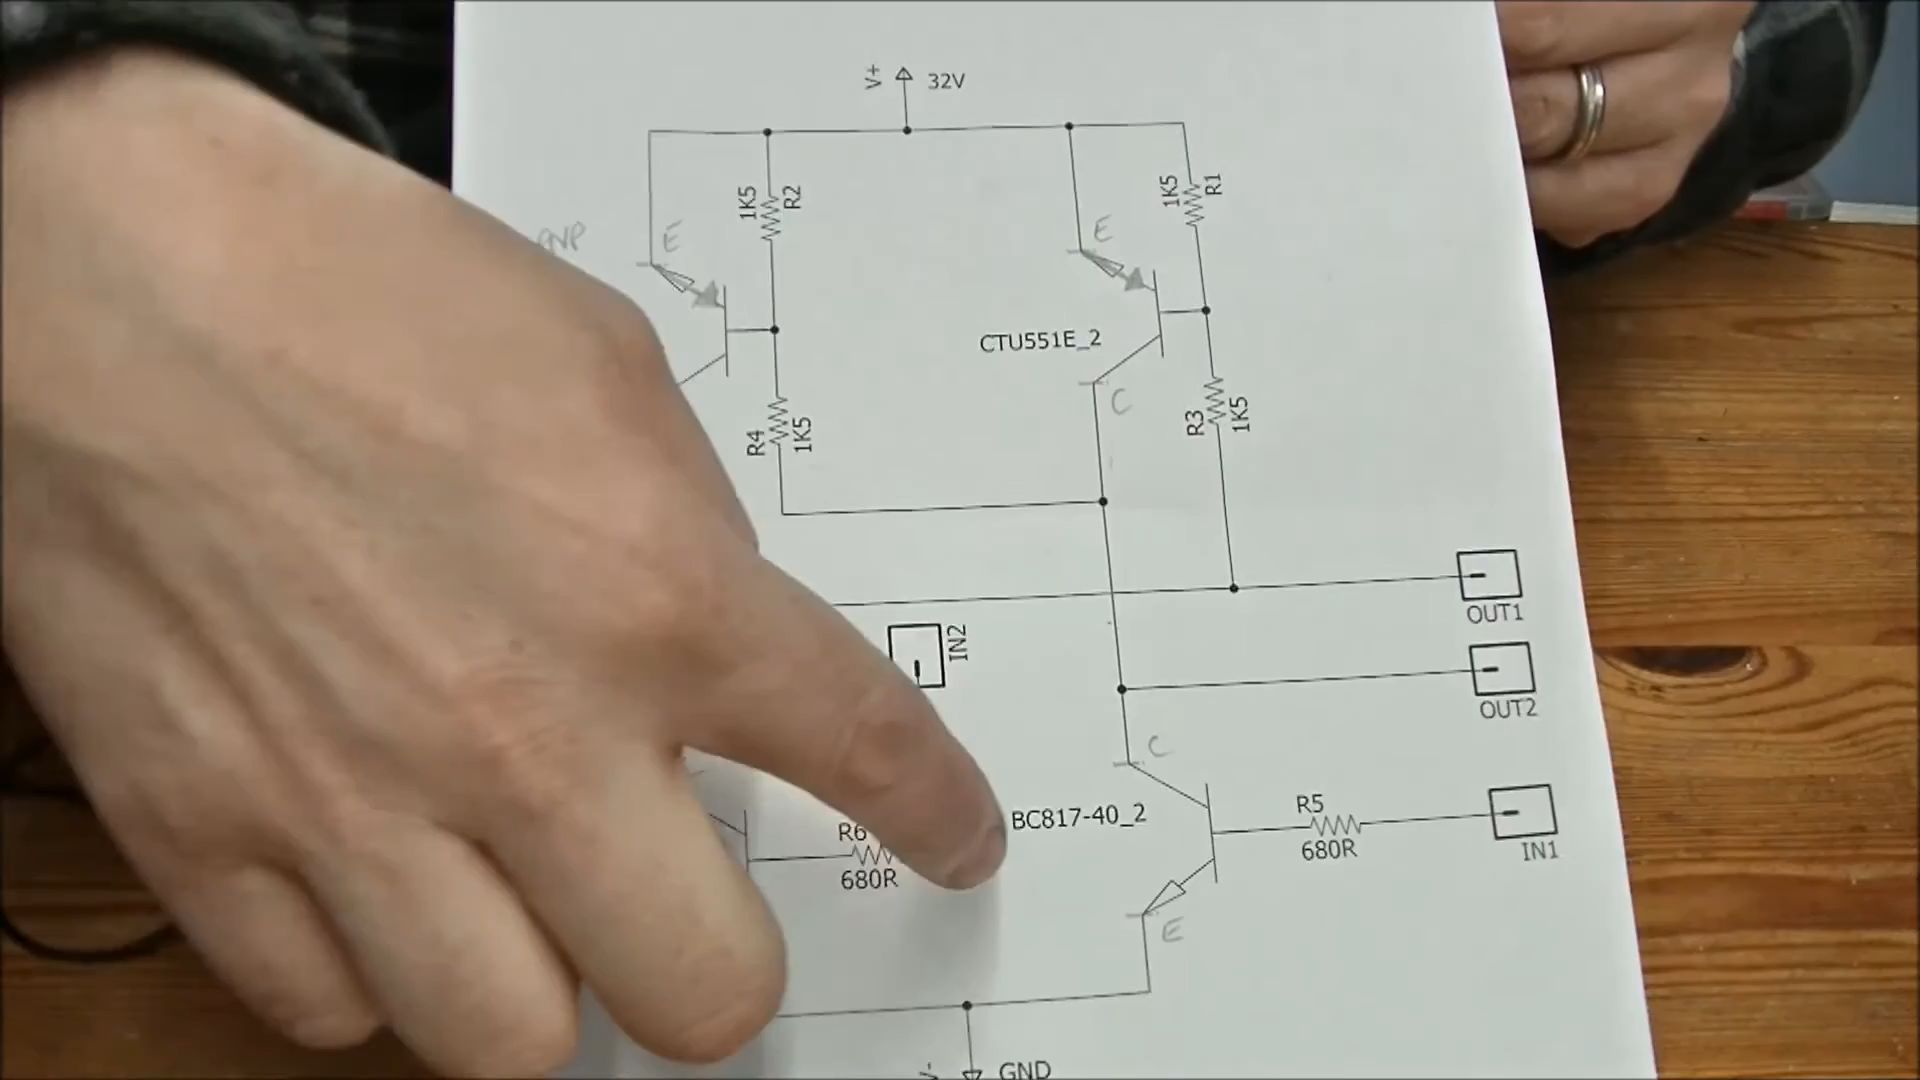 V+
32V
1K5
R2
1K5
R1
PNP
E
E
CTU551E_2
C
R4
1K5
R3
1K5
OUT1
IN2
OUT2
C
BC817-40_2
R5
680R
IN1
R6
680R
E
GND